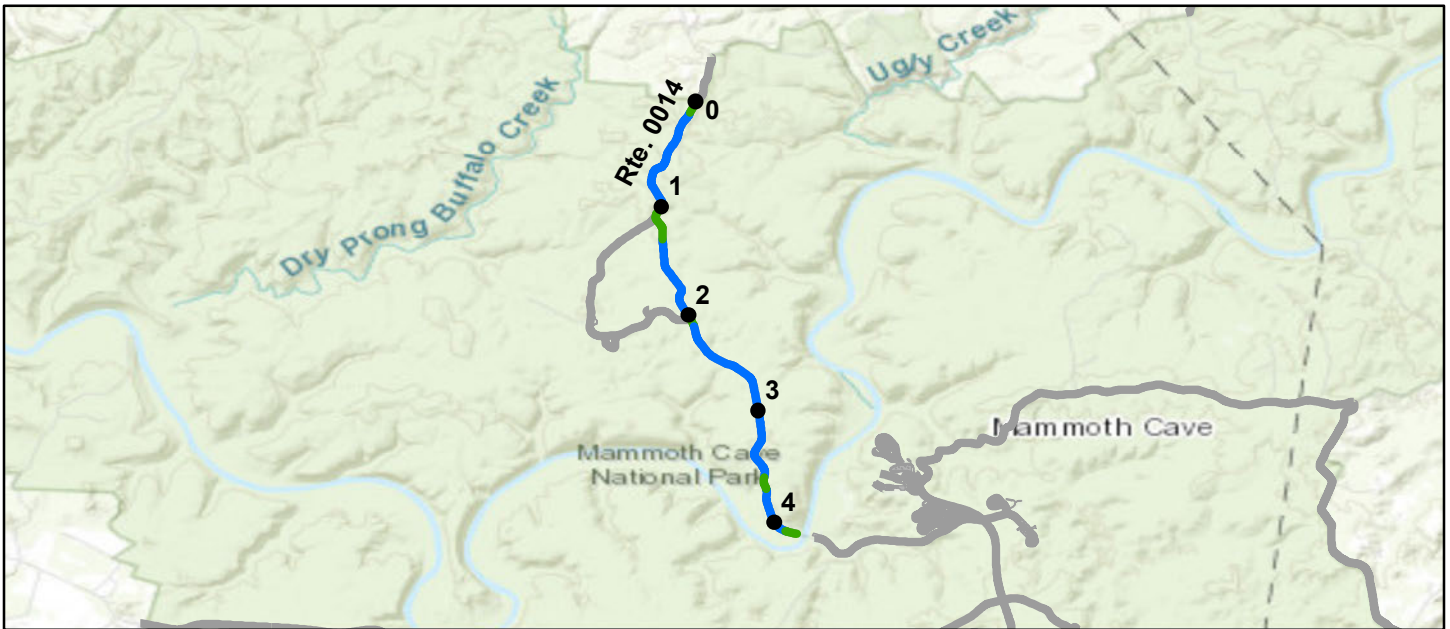 Ugly Creek
Dry Prong Buffalo Creek
Rte. 0014
0
1
2
3
Mammoth Cave
Mammoth Cave
National Park
4